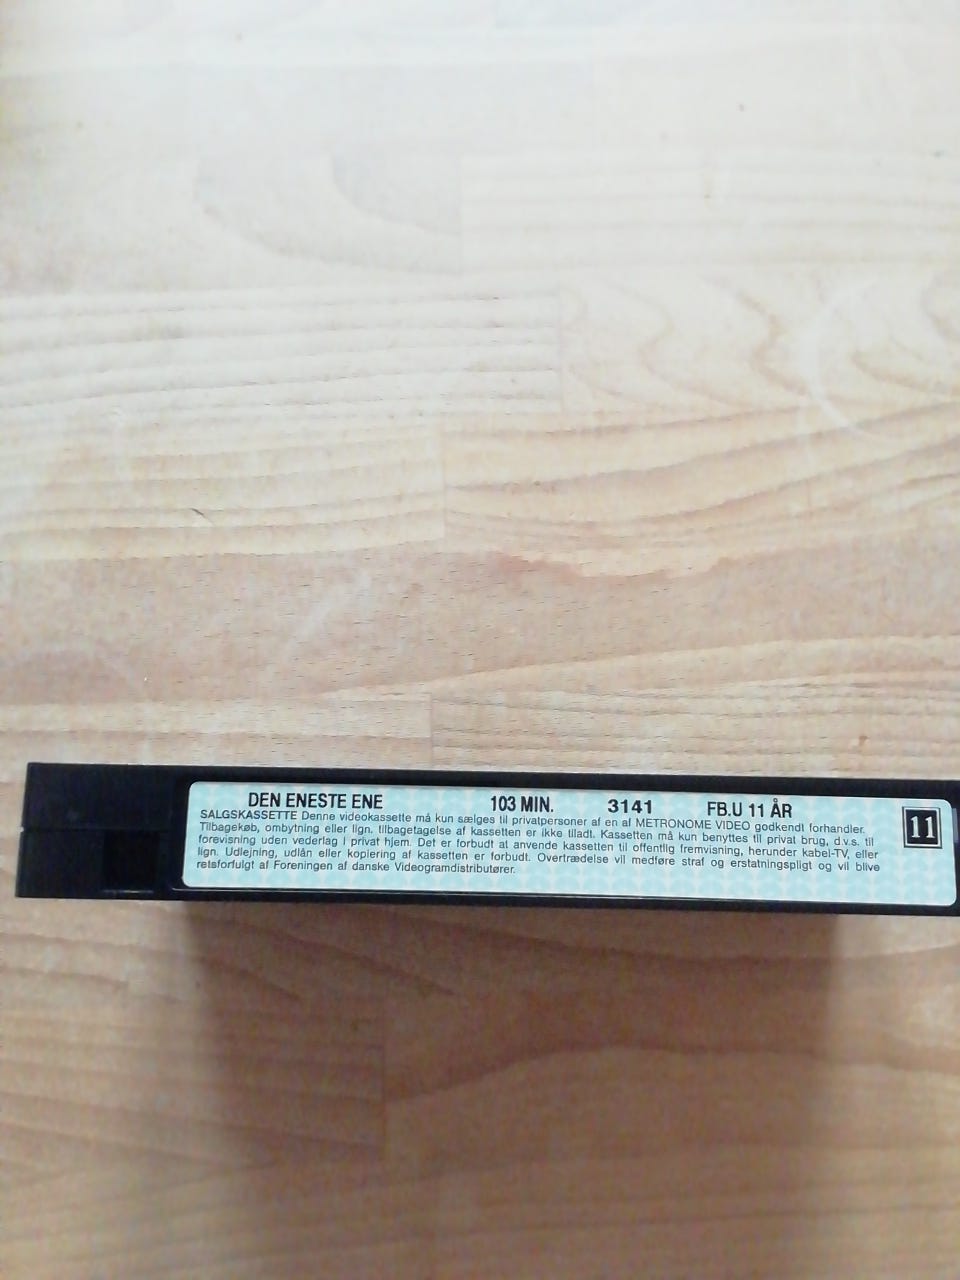 DEN ENESTE ENE 103 MIN. 3141 FB.U 11 ÅR
11
SALGSKASSETTE Denne videokassette må kun sælges til privatpersoner af en af METRONOME VIDEO godkendt forhandler.
Tilbagekøb, ombytning eller lign. tilbagetagelse af kassetten er ikke tilladt. Kassetten må kun benyttes til privat brug, d.v.s. til
forevisning uden vederlag i privat hjem. Det er forbudt at anvende kassetten til offentlig fremvisning, herunder kabel-TV, eller
lign. Udlejning, udlån eller kopiering af kassetten er forbudt. Overtrædelse vil medføre straf og erstatningspligt og vil blive
retsforfulgt af Foreningen af danske Videogramdistributører.